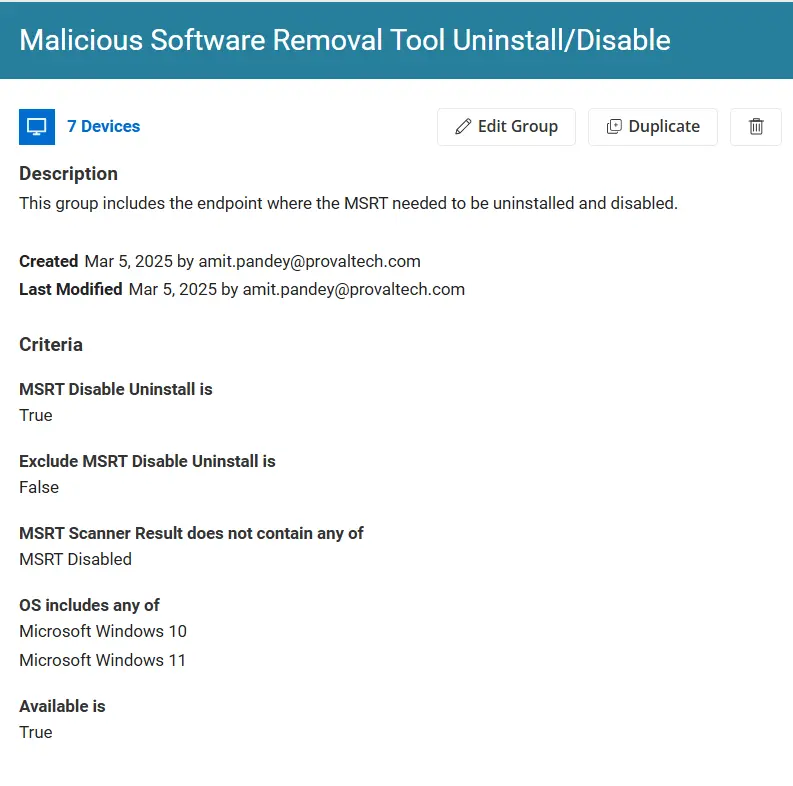 Malicious Software Removal Tool Uninstall/Disable
7 Devices
Edit Group
Duplicate
Description
This group includes the endpoint where the MSRT needed to be uninstalled and disabled.
Created Mar 5, 2025 by amit.pandey@provaltech.com
Last Modified Mar 5, 2025 by amit.pandey@provaltech.com
Criteria
MSRT Disable Uninstall is
True
Exclude MSRT Disable Uninstall is
False
MSRT Scanner Result does not contain any of
MSRT Disabled
OS includes any of
Microsoft Windows 10
Microsoft Windows 11
Available is
True